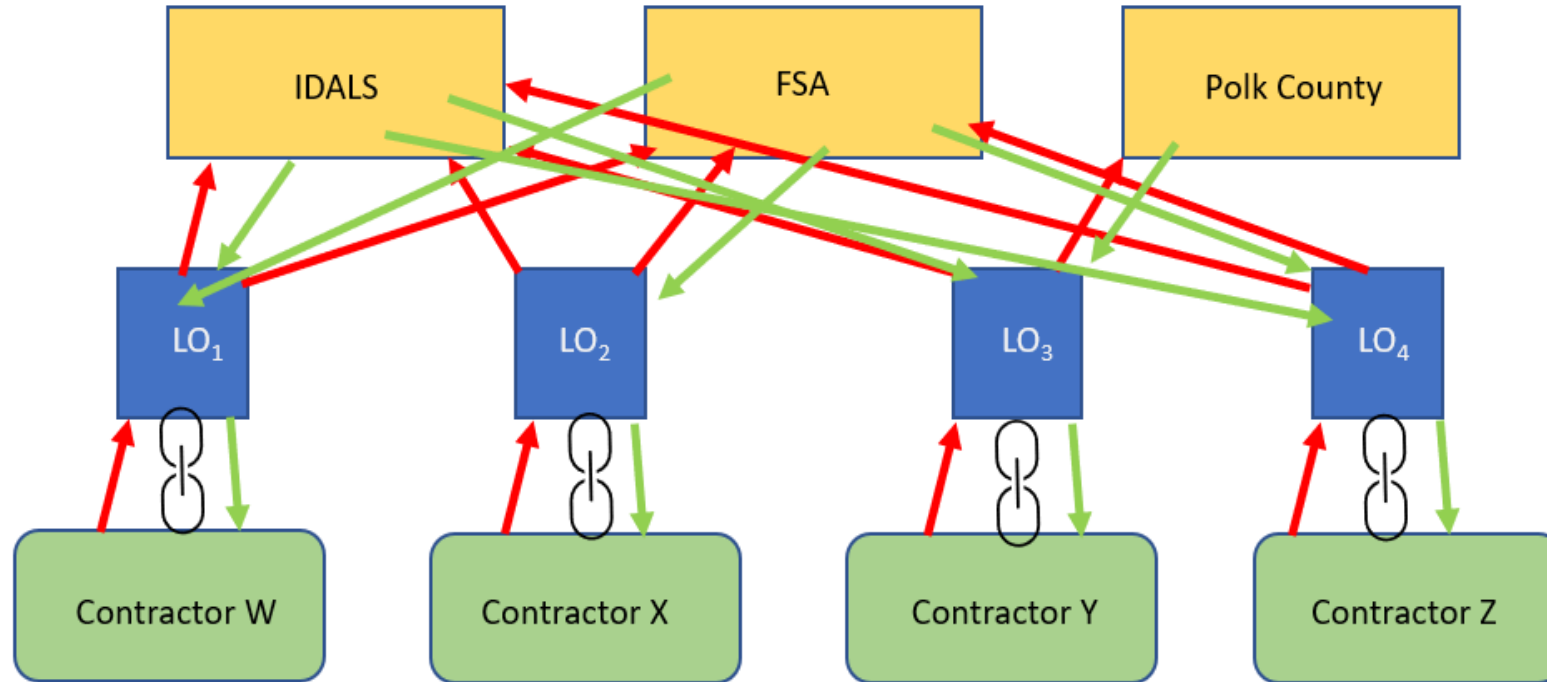 IDALS
FSA
Polk County
LO₁
LO₂
LO₃
LO₄
Contractor W
Contractor X
Contractor Y
Contractor Z